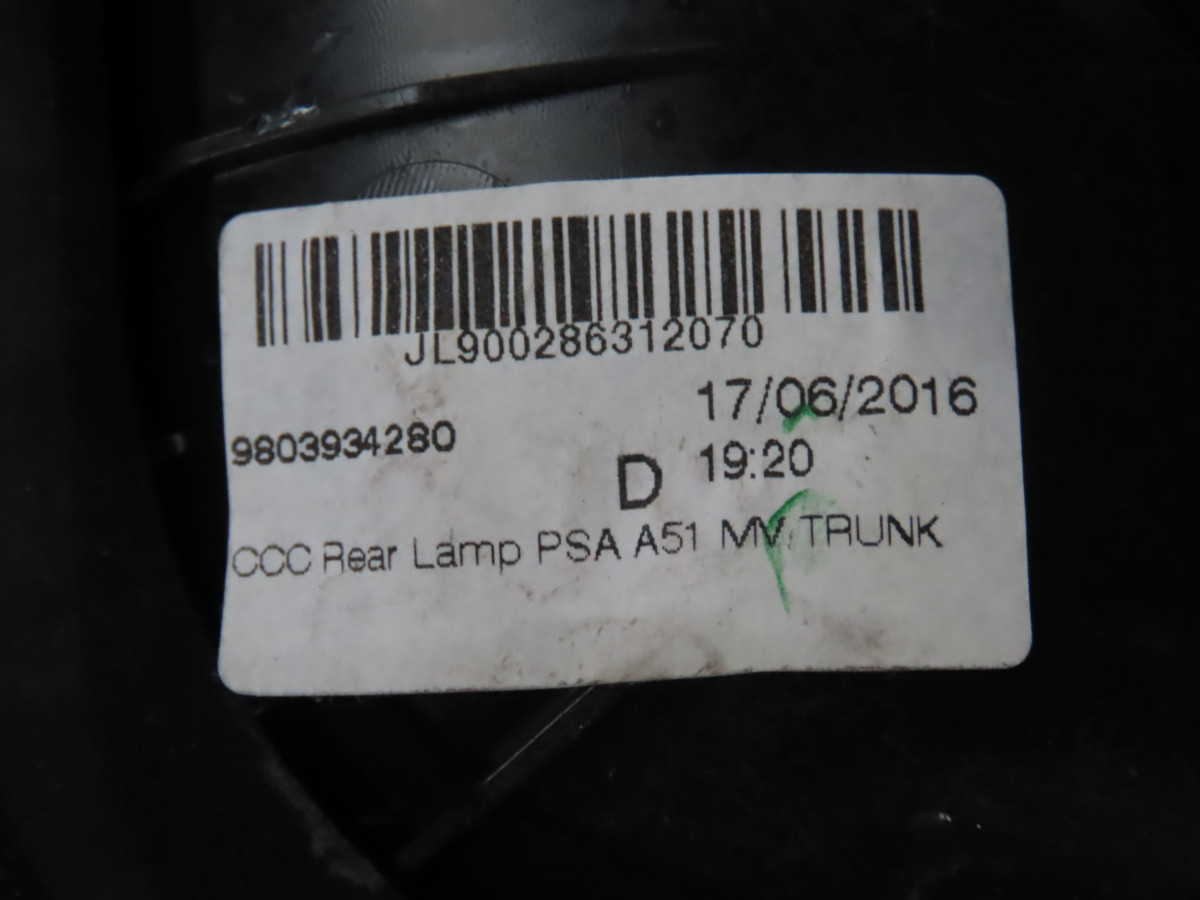 JL900286312070
17/06/2016
9803934280
D 19:20
CCC Rear Lamp PSA A51 MV TRUNK